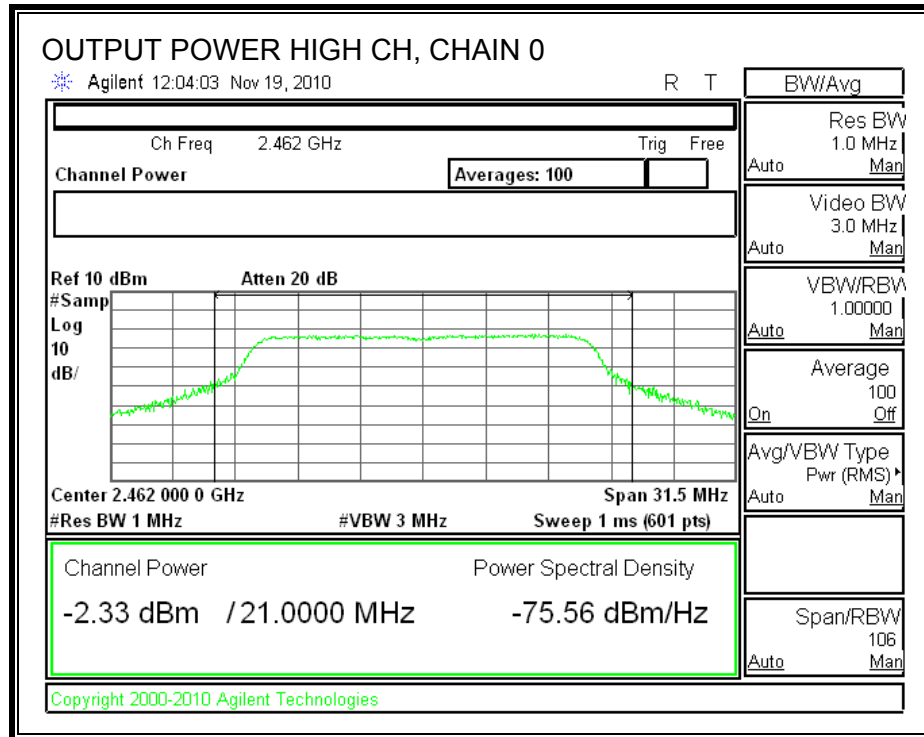 OUTPUT POWER HIGH CH, CHAIN 0
Agilent 12:04:03 Nov 19, 2010 R T
Ch Freq 2.462 GHz Trig Free
Channel Power Averages: 100
Ref 10 dBm Atten 20 dB
#Samp
Log
10
dB/
Center 2.462 000 0 GHz Span 31.5 MHz
#Res BW 1 MHz #VBW 3 MHz Sweep 1 ms (601 pts)
Channel Power Power Spectral Density
-2.33 dBm / 21.0000 MHz -75.56 dBm/Hz
Copyright 2000-2010 Agilent Technologies
BW/Avg
Res BW
1.0 MHz
Auto Man
Video BW
3.0 MHz
Auto Man
VBW/RBW
1.00000
Auto Man
Average
100
On Off
Avg/VBW Type
Pwr (RMS)
Auto Man
Span/RBW
106
Auto Man